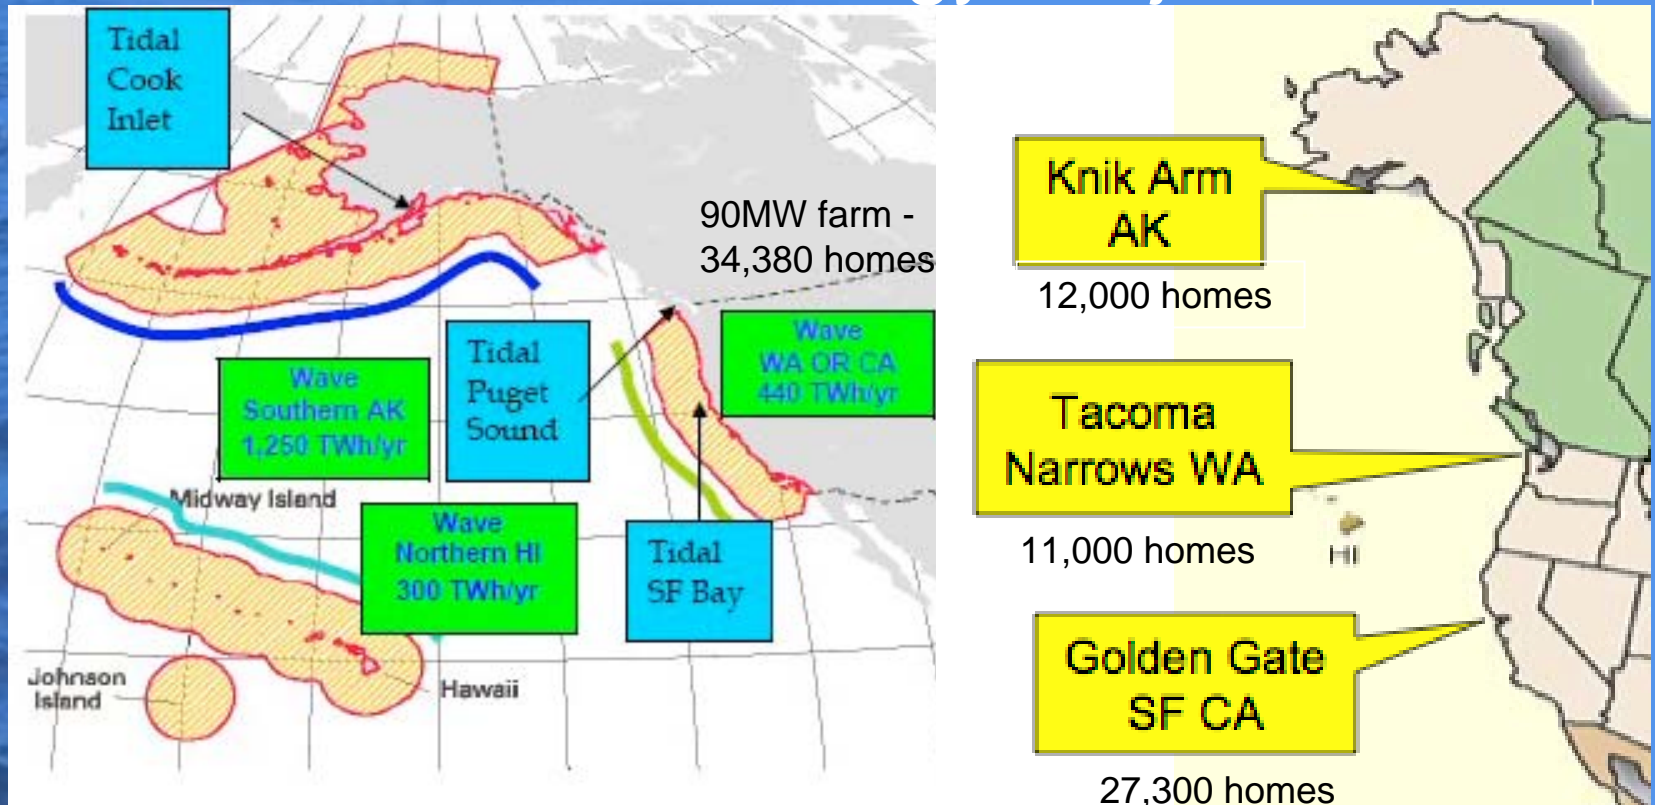 Tidal
Cook
Inlet
90MW farm -
34,380 homes
Wave
Southern AK
1,250 TWh/yr
Tidal
Puget
Sound
Wave
WA OR CA
440 TWh/yr
Midway Island
Wave
Northern HI
300 TWh/yr
Tidal
SF Bay
Johnson
Island
Hawaii
Knik Arm
AK
12,000 homes
Tacoma
Narrows WA
11,000 homes
HI
Golden Gate
SF CA
27,300 homes